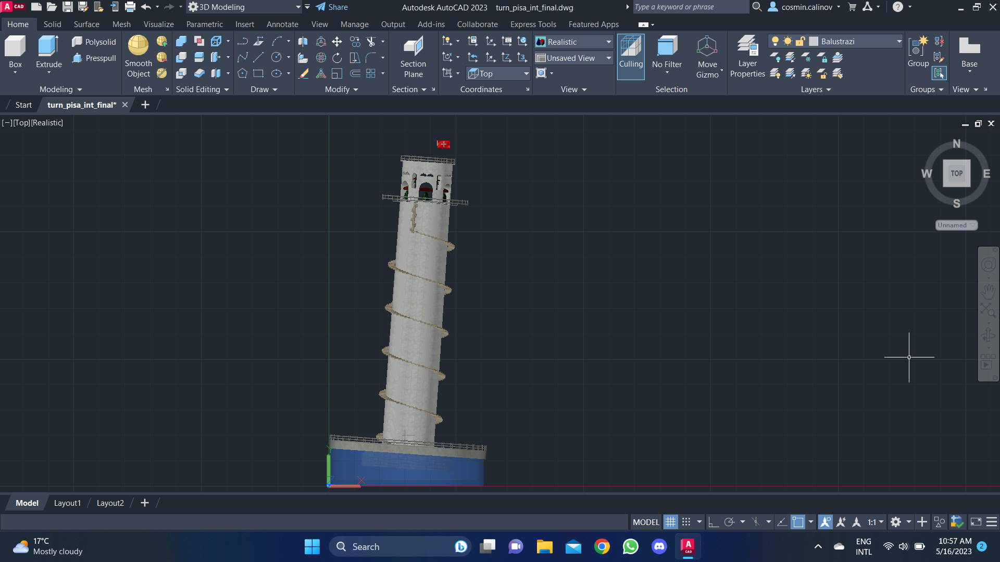 A CAD
3D Modeling
Share
Autodesk AutoCAD 2023 turn_pisa_int_final.dwg
Type a keyword or phrase
cosmin.calinov
Home Solid Surface Mesh Visualize Parametric Insert Annotate View Manage Output Add-ins Collaborate Express Tools Featured Apps
Box
Extrude
Polysolid
Presspull
Smooth Object
Section Plane
Top
Realistic
Unsaved View
Culling
No Filter
Move Gizmo
Layer Properties
Balustrazi
Group
Base
Modeling Mesh Solid Editing Draw Modify Section Coordinates View Selection Layers Groups View
Start turn_pisa_int_final*
[−][Top][Realistic]
N
W TOP E
S
Unnamed
X
Model Layout1 Layout2
MODEL 1:1
17°C
Mostly cloudy
Search
A CAD
ENG
INTL
10:57 AM
5/16/2023
2